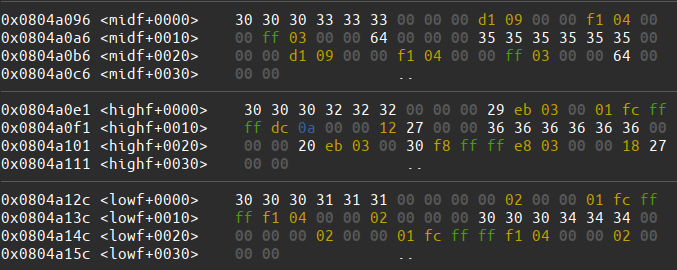 0x0804a096 <midf+0000> 30 30 30 33 33 33 00 00 00 d1 09 00 00 f1 04 00
0x0804a0a6 <midf+0010> 00 ff 03 00 00 64 00 00 00 00 35 35 35 35 35 35 00
0x0804a0b6 <midf+0020> 00 00 d1 09 00 00 f1 04 00 00 ff 03 00 00 64 00
0x0804a0c6 <midf+0030> 00 00 ..
0x0804a0e1 <highf+0000> 30 30 30 32 32 32 00 00 00 29 eb 03 00 01 fc ff
0x0804a0f1 <highf+0010> ff dc 0a 00 00 12 27 00 00 36 36 36 36 36 36 00
0x0804a101 <highf+0020> 00 00 20 eb 03 00 30 f8 ff ff e8 03 00 00 18 27
0x0804a111 <highf+0030> 00 00 ..
0x0804a12c <lowf+0000> 30 30 30 31 31 31 00 00 00 00 02 00 00 00 01 fc ff
0x0804a13c <lowf+0010> ff f1 04 00 00 02 00 00 00 00 30 30 30 34 34 34 00
0x0804a14c <lowf+0020> 00 00 00 02 00 00 01 fc ff ff f1 04 00 00 02 00
0x0804a15c <lowf+0030> 00 00 ..